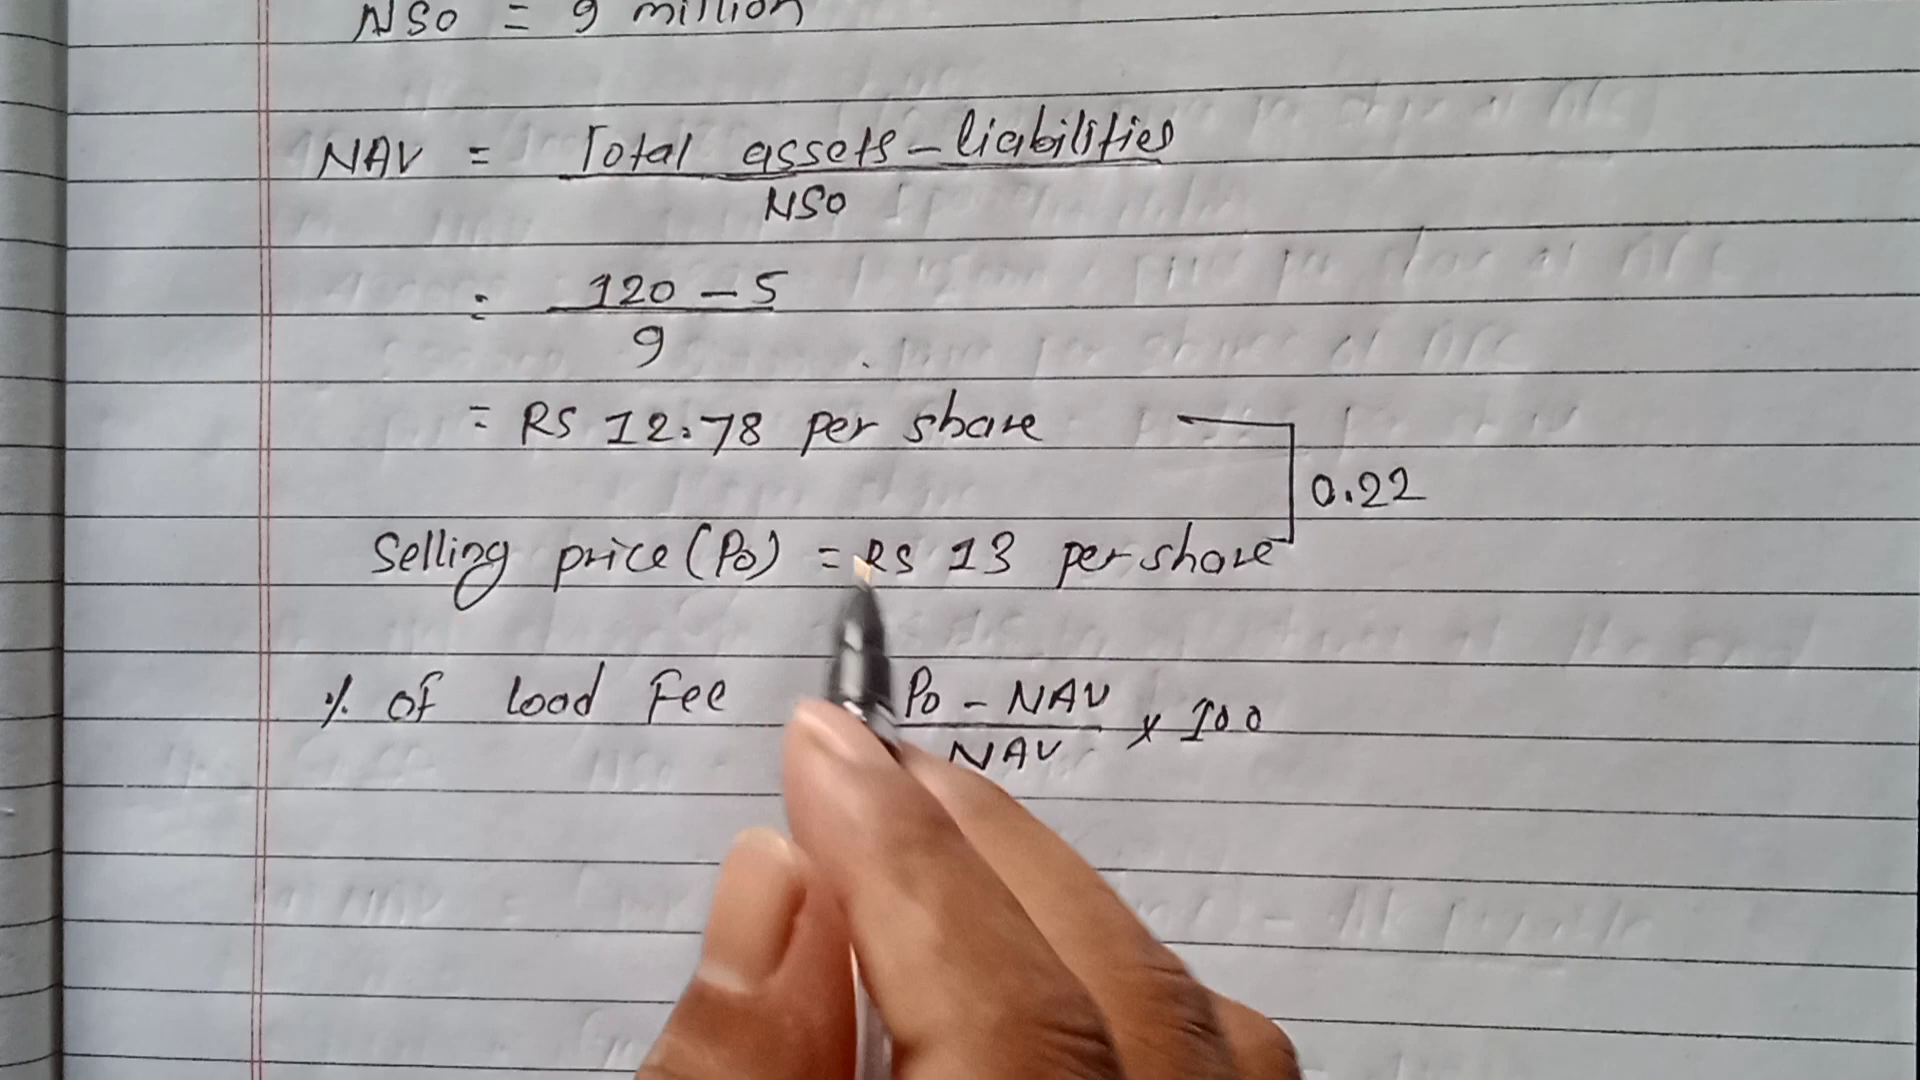 NSO = 9 million
NAV = Total assets - liabilities
NSO
= 120 - 5
9
= RS 12.78 per share
0.22
Selling price (Po) = RS 13 per share
% of load Fee Po - NAV × 100
NAV